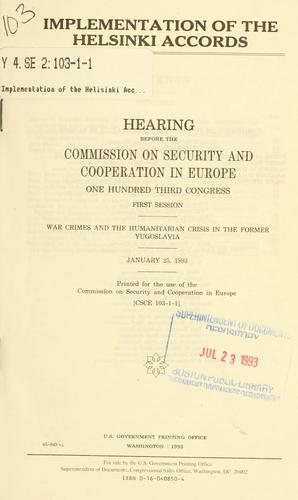 103
IMPLEMENTATION OF THE
HELSINKI ACCORDS
Y 4. SE 2: 103-1-1
Implementation of the Helisinki Acc...
HEARING
BEFORE THE
COMMISSION ON SECURITY AND
COOPERATION IN EUROPE
ONE HUNDRED THIRD CONGRESS
FIRST SESSION
WAR CRIMES AND THE HUMANITARIAN CRISIS IN THE FORMER
YUGOSLAVIA
JANUARY 25, 1993
Printed for the use of the
Commission on Security and Cooperation in Europe
[CSCE 103-1-1]
SUPERINTENDENT OF DOCUMENTS
DEPOSITORY
JUL 23 1993
BOSTON PUBLIC LIBRARY
GOVERNMENT DOCUMENTS DEPARTMENT
U.S. GOVERNMENT PRINTING OFFICE
WASHINGTON : 1993
For sale by the U.S. Government Printing Office
Superintendent of Documents, Congressional Sales Office, Washington, DC 20402
ISBN 0-16-040850-4